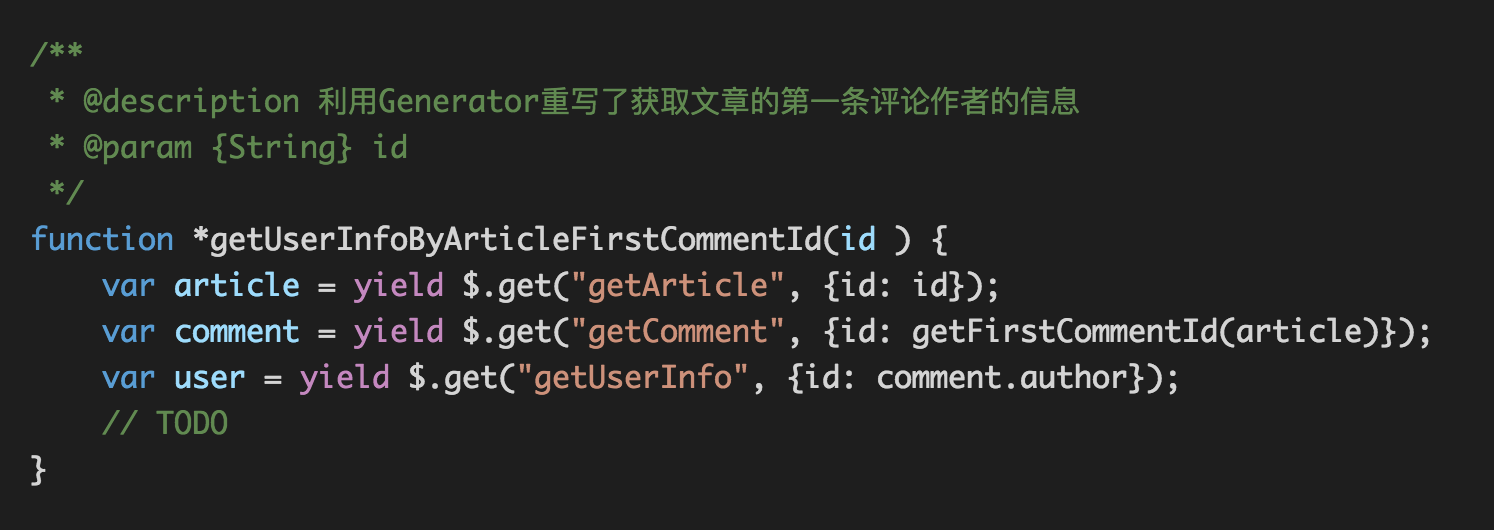 /**
 * @description 利用Generator重写了获取文章的第一条评论作者的信息
 * @param {String} id
 */
function *getUserInfoByArticleFirstCommentId(id ) {
    var article = yield $.get("getArticle", {id: id});
    var comment = yield $.get("getComment", {id: getFirstCommentId(article)});
    var user = yield $.get("getUserInfo", {id: comment.author});
    // TODO
}